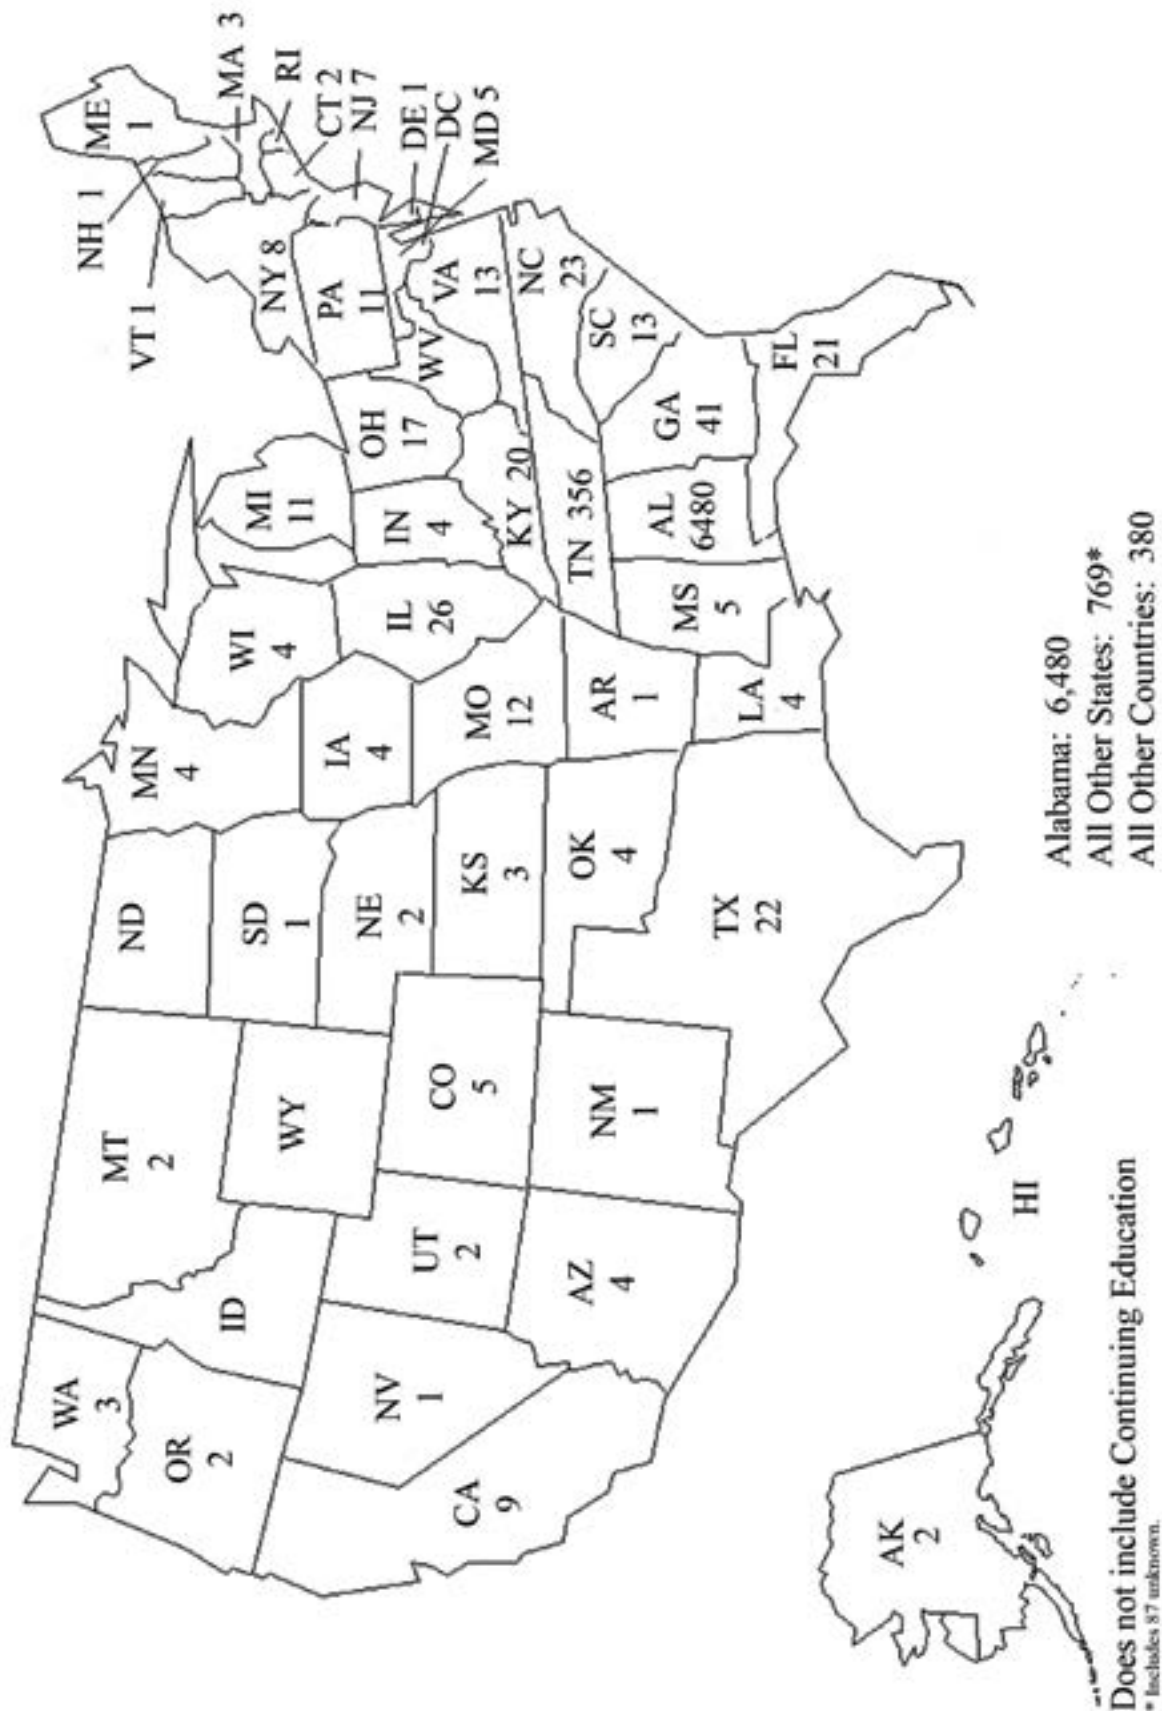 WA
3
OR
2
CA
9
NV
1
ID
MT
2
WY
UT
2
AZ
4
CO
5
NM
1
ND
SD
1
NE
2
KS
3
OK
4
TX
22
MN
4
IA
4
MO
12
AR
1
LA
4
WI
4
IL
26
MS
5
MI
11
IN
4
OH
17
KY 20
TN 356
AL
6480
GA
41
FL
21
SC
13
NC
23
VA
13
WV
PA
11
NY 8
VT 1
NH 1
ME
1
MA 3
RI
CT 2
NJ 7
DE 1
DC
MD 5
AK
2
HI
Alabama: 6,480
All Other States: 769*
All Other Countries: 380
Does not include Continuing Education
* Includes 87 unknown.